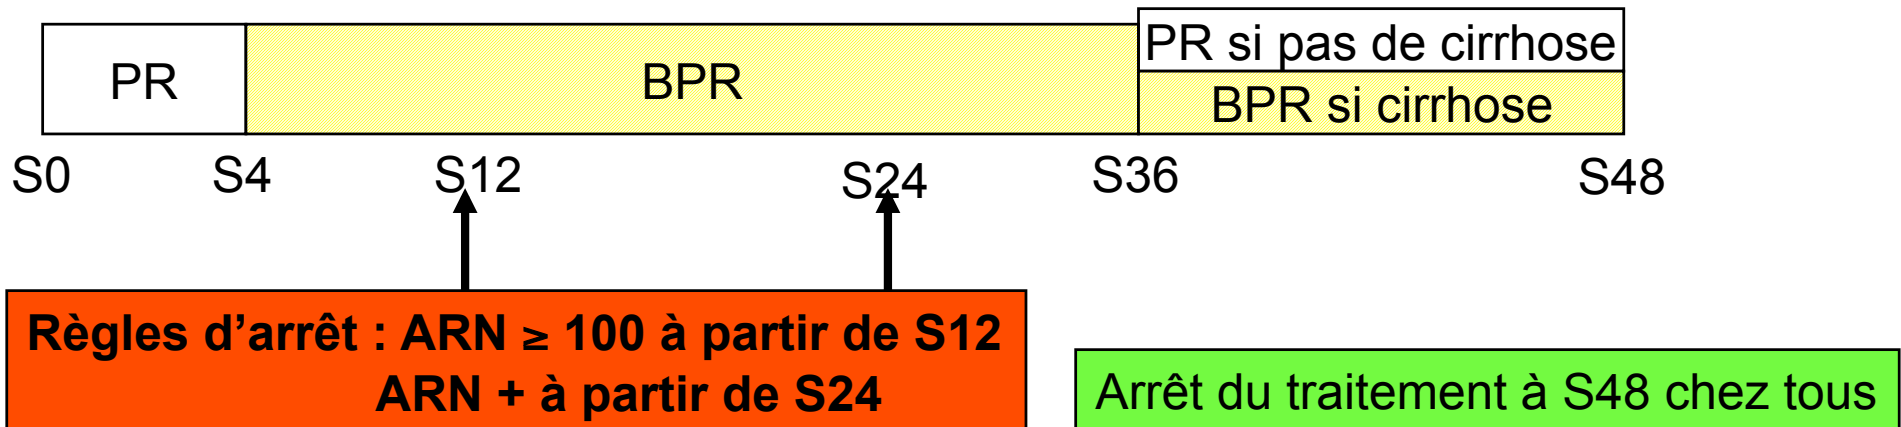 PR
BPR
PR si pas de cirrhose
BPR si cirrhose
S0 S4 S12 S24 S36 S48
Règles d’arrêt : ARN ≥ 100 à partir de S12
ARN + à partir de S24
Arrêt du traitement à S48 chez tous